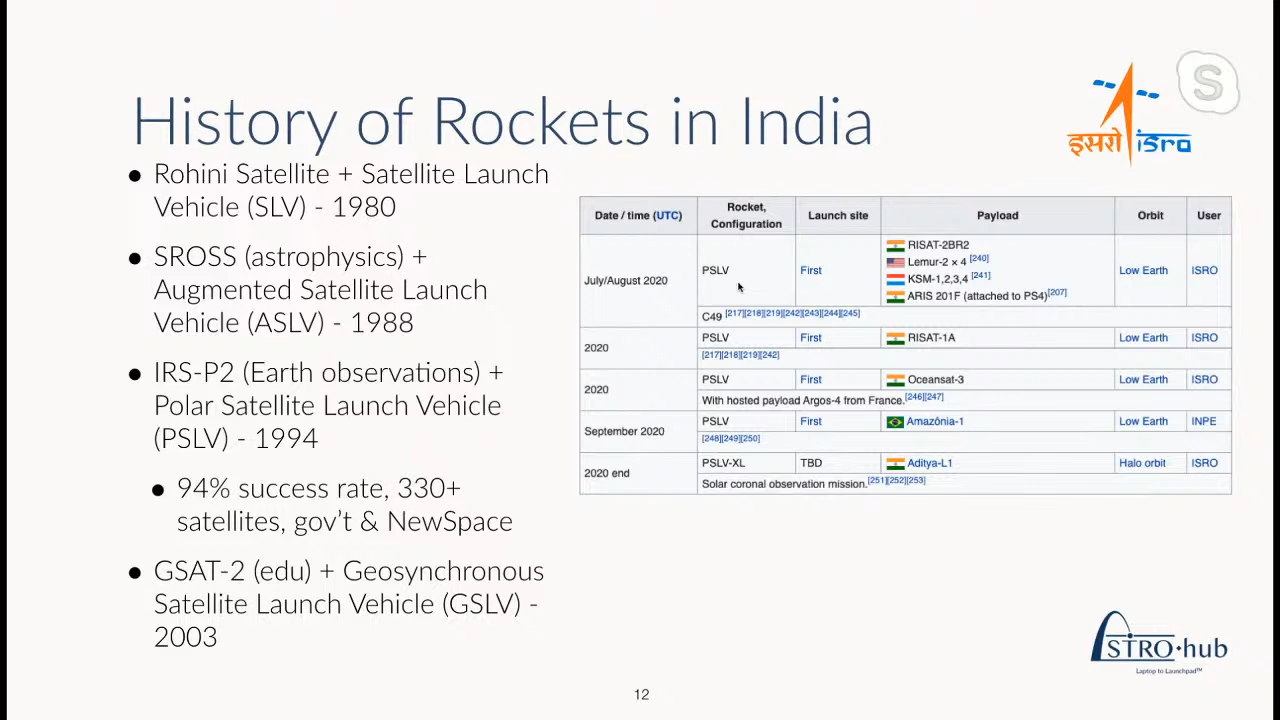 History of Rockets in India
इसरो isro
S
• Rohini Satellite + Satellite Launch
Vehicle (SLV) - 1980
• SROSS (astrophysics) +
Augmented Satellite Launch
Vehicle (ASLV) - 1988
• IRS-P2 (Earth observations) +
Polar Satellite Launch Vehicle
(PSLV) - 1994
• 94% success rate, 330+
satellites, gov't & NewSpace
• GSAT-2 (edu) + Geosynchronous
Satellite Launch Vehicle (GSLV) -
2003
Date / time (UTC) Rocket, Configuration Launch site Payload Orbit User
July/August 2020 PSLV First RISAT-2BR2 Low Earth ISRO
Lemur-2 × 4 [240]
KSM-1,2,3,4 [241]
ARIS 201F (attached to PS4)[207]
C49 [217][218][219][242][243][244][245]
2020 PSLV First RISAT-1A Low Earth ISRO
[217][218][219][242]
2020 PSLV First Oceansat-3 Low Earth ISRO
With hosted payload Argos-4 from France.[246][247]
September 2020 PSLV First Amazônia-1 Low Earth INPE
[248][249][250]
2020 end PSLV-XL TBD Aditya-L1 Halo orbit ISRO
Solar coronal observation mission.[251][252][253]
STRO·hub
Laptop to Launchpad™
12